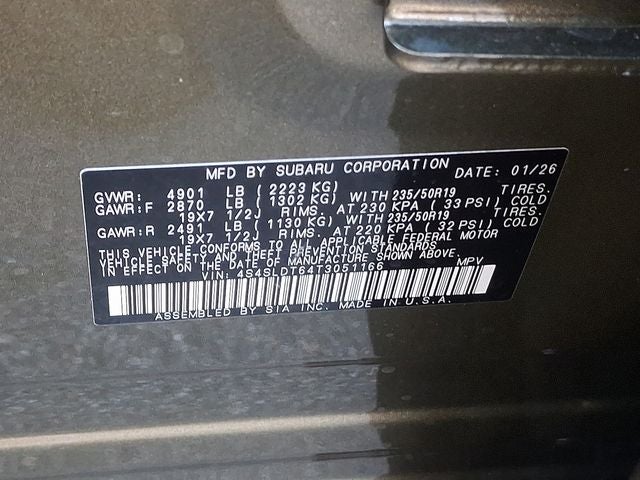 MFD BY SUBARU CORPORATION DATE: 01/26
GVWR: 4901 LB (2223 KG)
GAWR:F 2870 LB (1302 KG) WITH 235/50R19 TIRES.
19X7 1/2J RIMS. AT 230 KPA (33 PSI) COLD
GAWR:R 2491 LB (1130 KG) WITH 235/50R19 TIRES.
19X7 1/2J RIMS. AT 220 KPA (32 PSI) COLD
THIS VEHICLE CONFORMS TO ALL APPLICABLE FEDERAL MOTOR
VEHICLE SAFETY AND THEFT PREVENTION STANDARDS
IN EFFECT ON THE DATE OF MANUFACTURE SHOWN ABOVE.
VIN: 4S4SLDT64T3051166 MPV
ASSEMBLED BY SIA INC. MADE IN U.S.A.